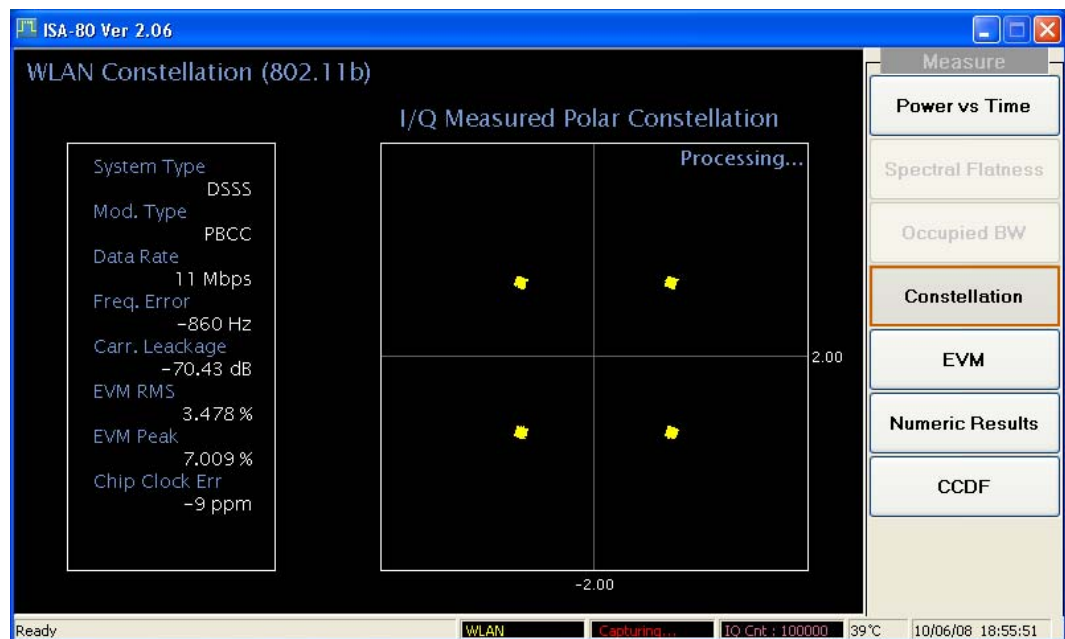 ISA-80 Ver 2.06
WLAN Constellation (802.11b)
I/Q Measured Polar Constellation
Processing...
System Type
DSSS
Mod. Type
PBCC
Data Rate
11 Mbps
Freq. Error
-860 Hz
Carr. Leackage
-70.43 dB
EVM RMS
3.478 %
EVM Peak
7.009 %
Chip Clock Err
-9 ppm
2.00
-2.00
Measure
Power vs Time
Spectral Flatness
Occupied BW
Constellation
EVM
Numeric Results
CCDF
Ready
WLAN
Capturing...
IQ Cnt : 100000
39°C
10/06/08 18:55:51